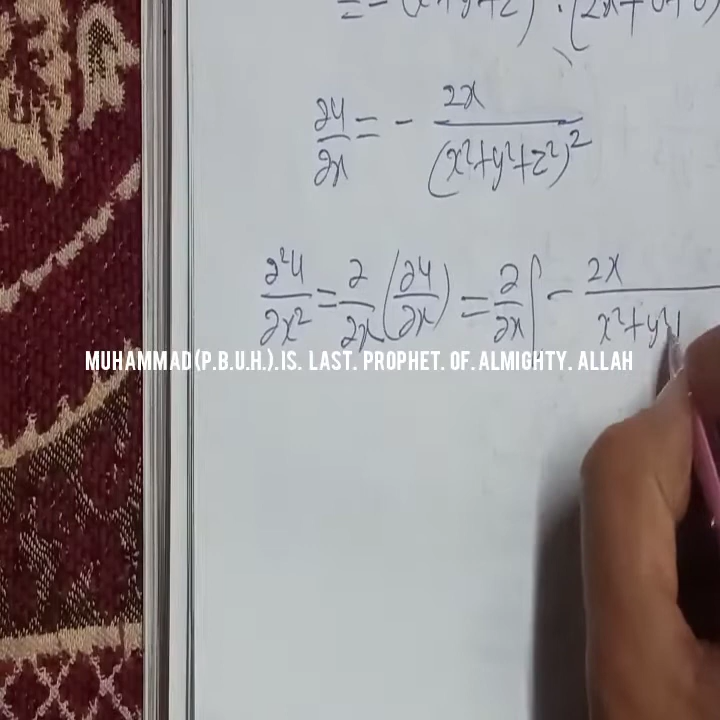 ∂u/∂x = - 2x/(x²+y²+z²)²
∂²u/∂x² = ∂/∂x (∂u/∂x) = ∂/∂x [ - 2x/x²+y²
MUHAMMAD(P.B.U.H.).IS. LAST. PROPHET. OF. ALMIGHTY. ALLAH